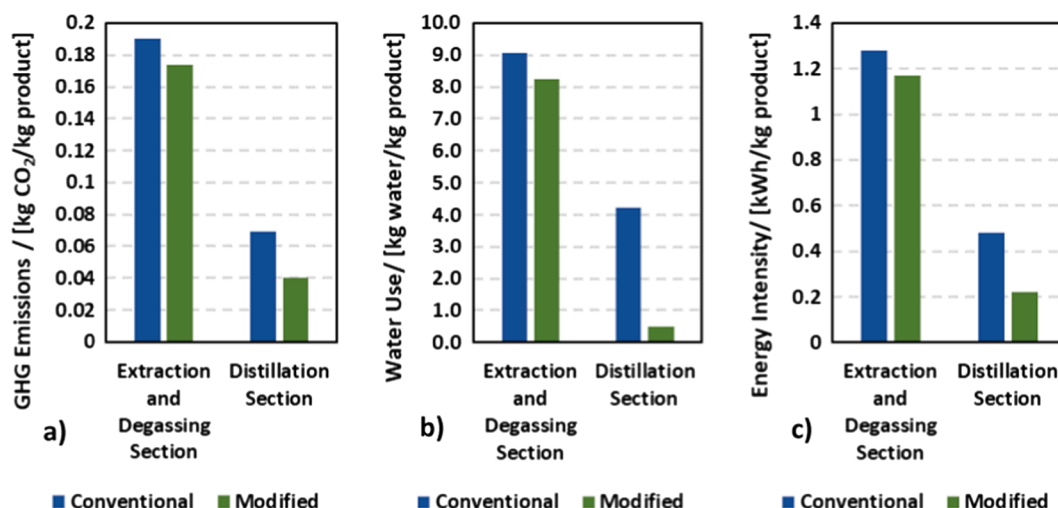 GHG Emissions / [kg CO₂/kg product]
0.2
0.18
0.16
0.14
0.12
0.1
0.08
0.06
0.04
0.02
0
Extraction
and
Degassing
Section
Distillation
Section
a)
Conventional
Modified
Water Use/ [kg water/kg product]
10.0
9.0
8.0
7.0
6.0
5.0
4.0
3.0
2.0
1.0
0.0
Extraction
and
Degassing
Section
Distillation
Section
b)
Conventional
Modified
Energy Intensity/ [kWh/kg product]
1.4
1.2
1
0.8
0.6
0.4
0.2
0
Extraction
and
Degassing
Section
Distillation
Section
c)
Conventional
Modified